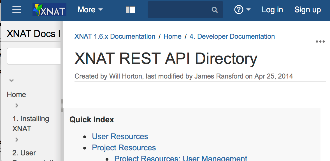 XNAT
More
?
Log in
Sign up
XNAT Docs
Home
1. Installing
XNAT
2. User
XNAT 1.6.x Documentation / Home / 4. Developer Documentation
XNAT REST API Directory
Created by Will Horton, last modified by James Ransford on Apr 25, 2014
Quick Index
User Resources
Project Resources
Project Resources: User Management